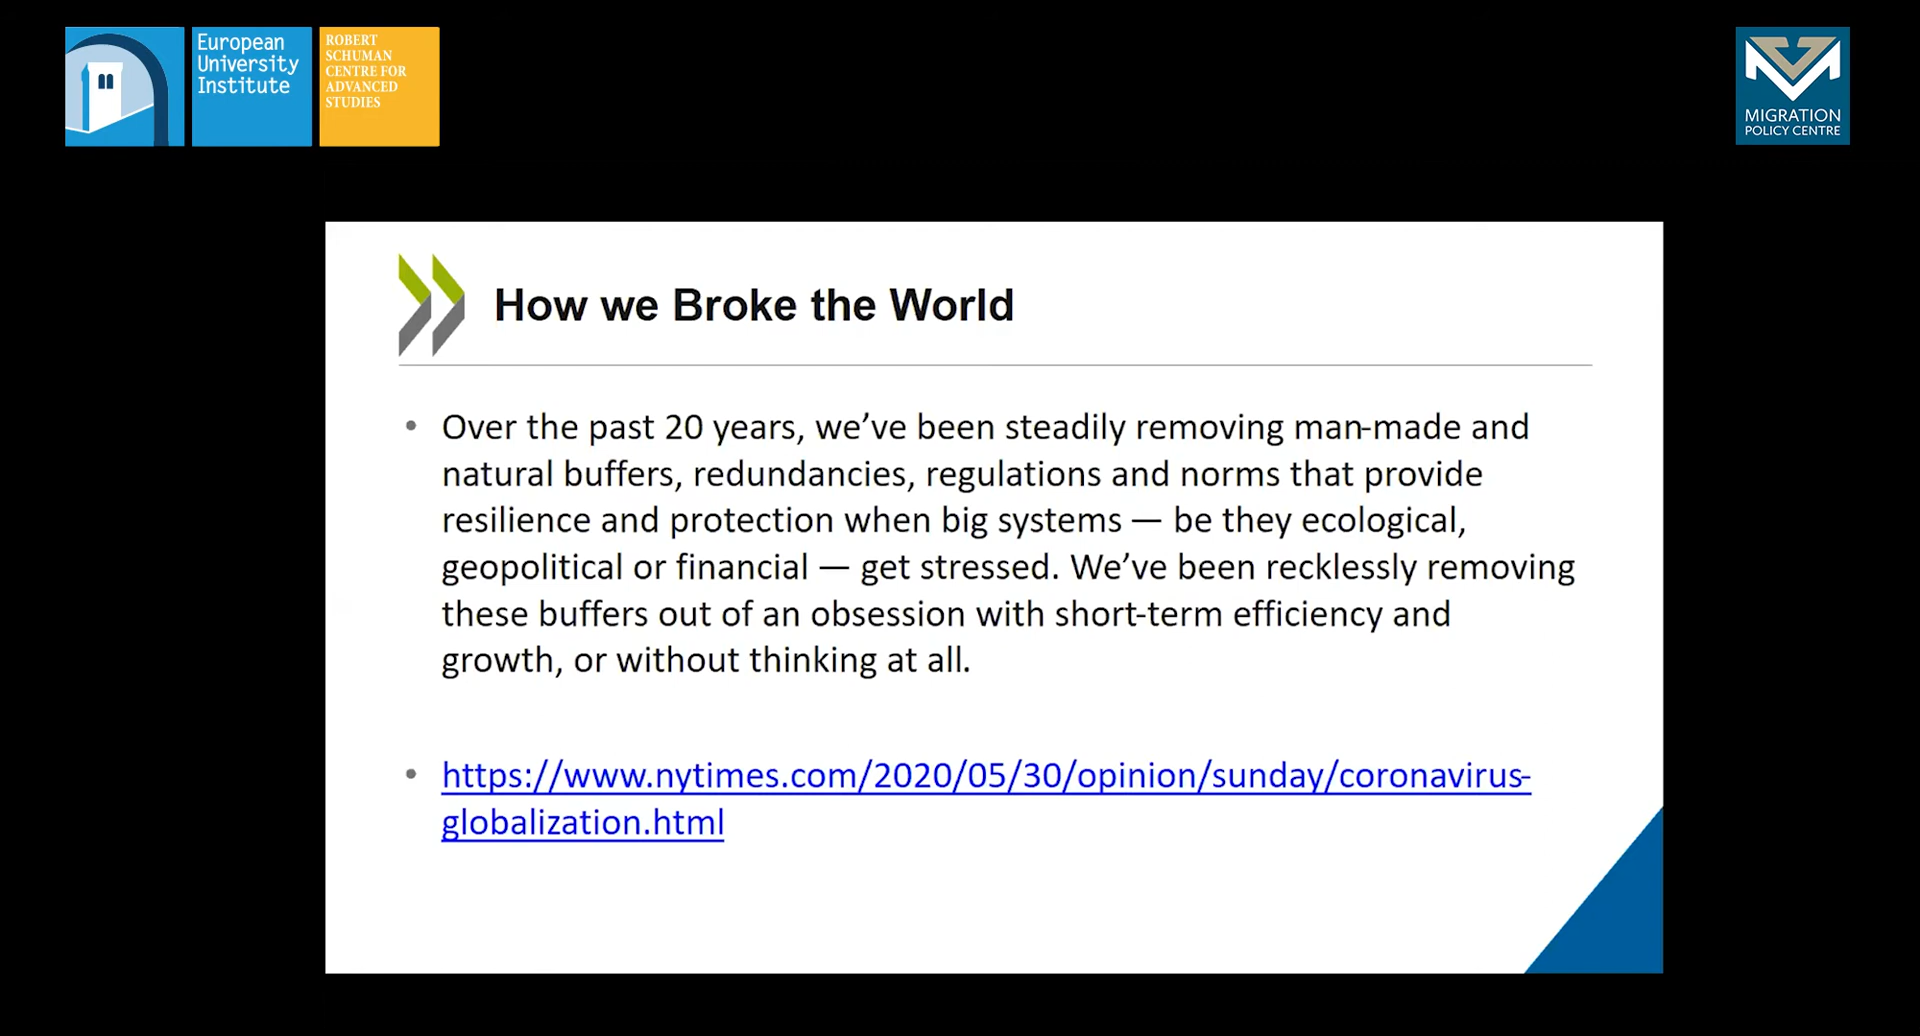 European
University
Institute
ROBERT
SCHUMAN
CENTRE FOR
ADVANCED
STUDIES
MIGRATION
POLICY CENTRE
How we Broke the World
• Over the past 20 years, we’ve been steadily removing man-made and
natural buffers, redundancies, regulations and norms that provide
resilience and protection when big systems — be they ecological,
geopolitical or financial — get stressed. We’ve been recklessly removing
these buffers out of an obsession with short-term efficiency and
growth, or without thinking at all.
• https://www.nytimes.com/2020/05/30/opinion/sunday/coronavirus-
globalization.html